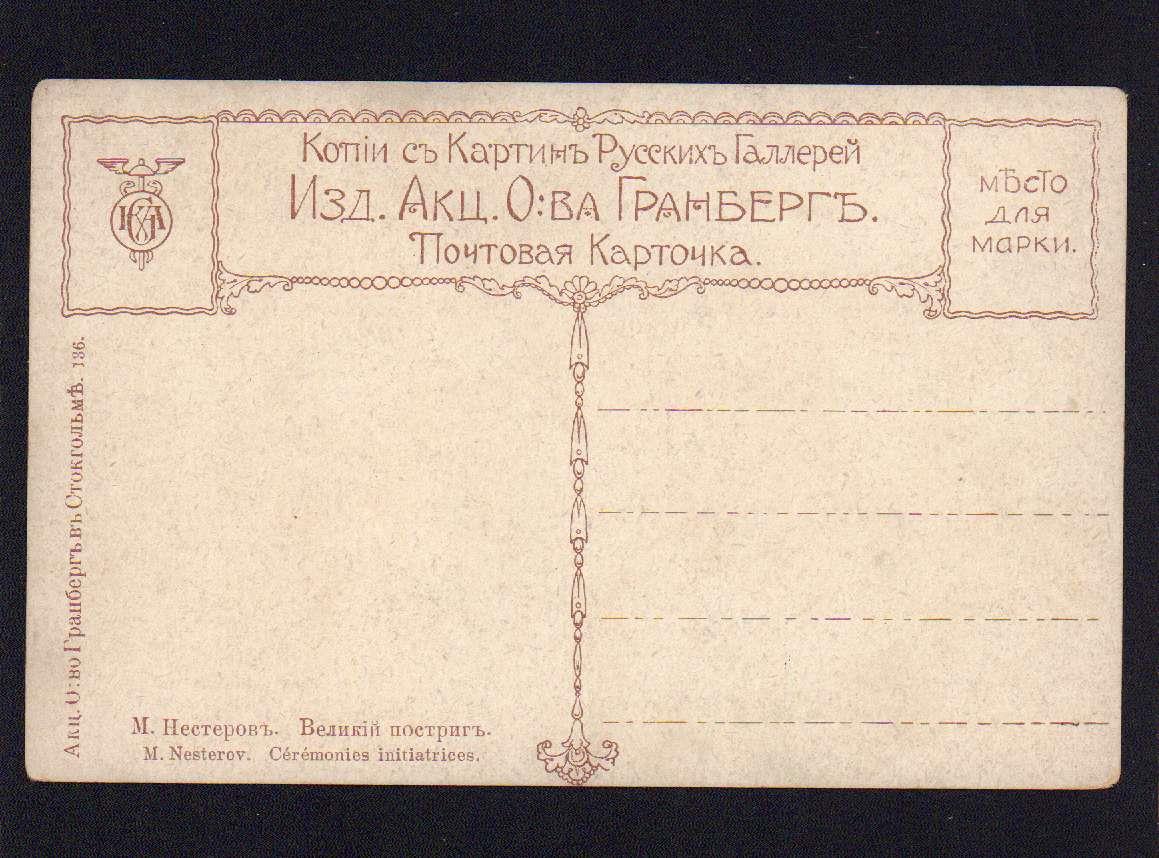 Копіи съ Картинъ Русскихъ Галлерей
Изд. Акц. О:ва Гранбергъ.
Почтовая Карточка.
мѣсто
для
марки.
Акц. О:во Гранбергъ въ Стокгольмѣ. 136.
М. Нестеровъ. Великій постригъ.
M. Nesterov. Cérémonies initiatrices.